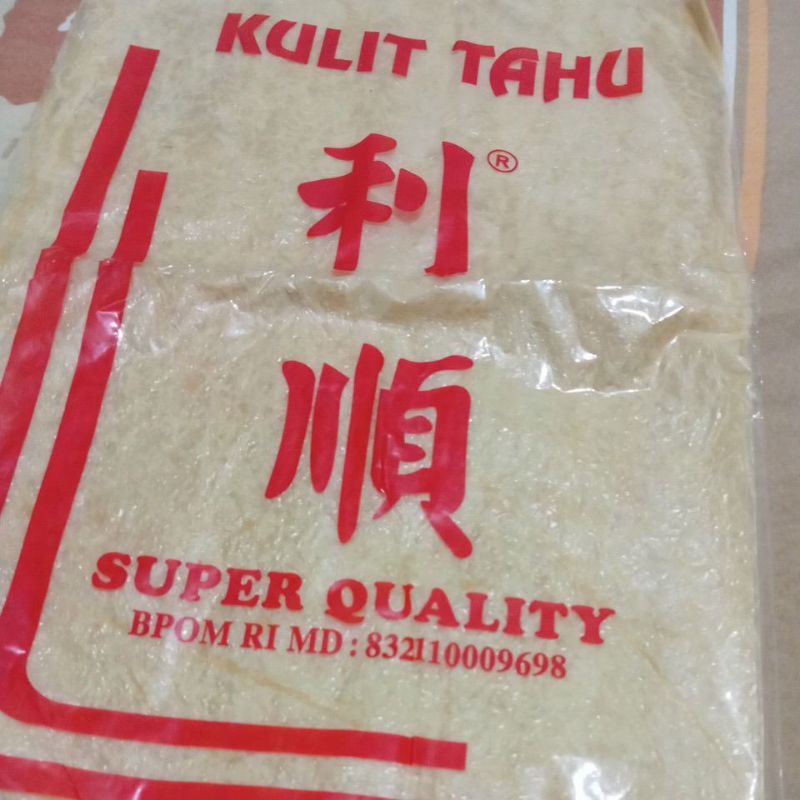 KULIT TAHU
利®
順
SUPER QUALITY
BPOM RI MD : 832110009698